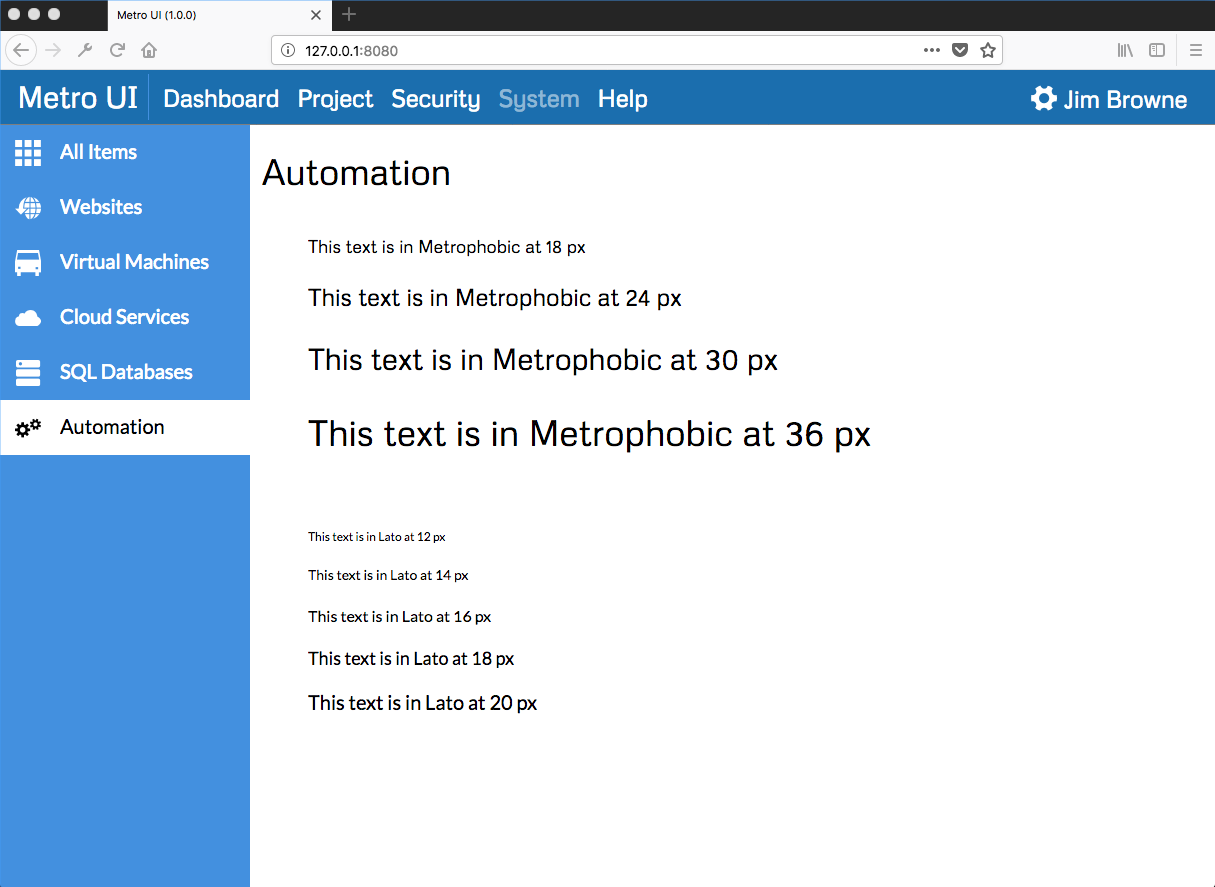 Metro UI (1.0.0)
127.0.0.1:8080
Metro UI Dashboard Project Security System Help Jim Browne
All Items
Websites
Virtual Machines
Cloud Services
SQL Databases
Automation
Automation
This text is in Metrophobic at 18 px
This text is in Metrophobic at 24 px
This text is in Metrophobic at 30 px
This text is in Metrophobic at 36 px
This text is in Lato at 12 px
This text is in Lato at 14 px
This text is in Lato at 16 px
This text is in Lato at 18 px
This text is in Lato at 20 px